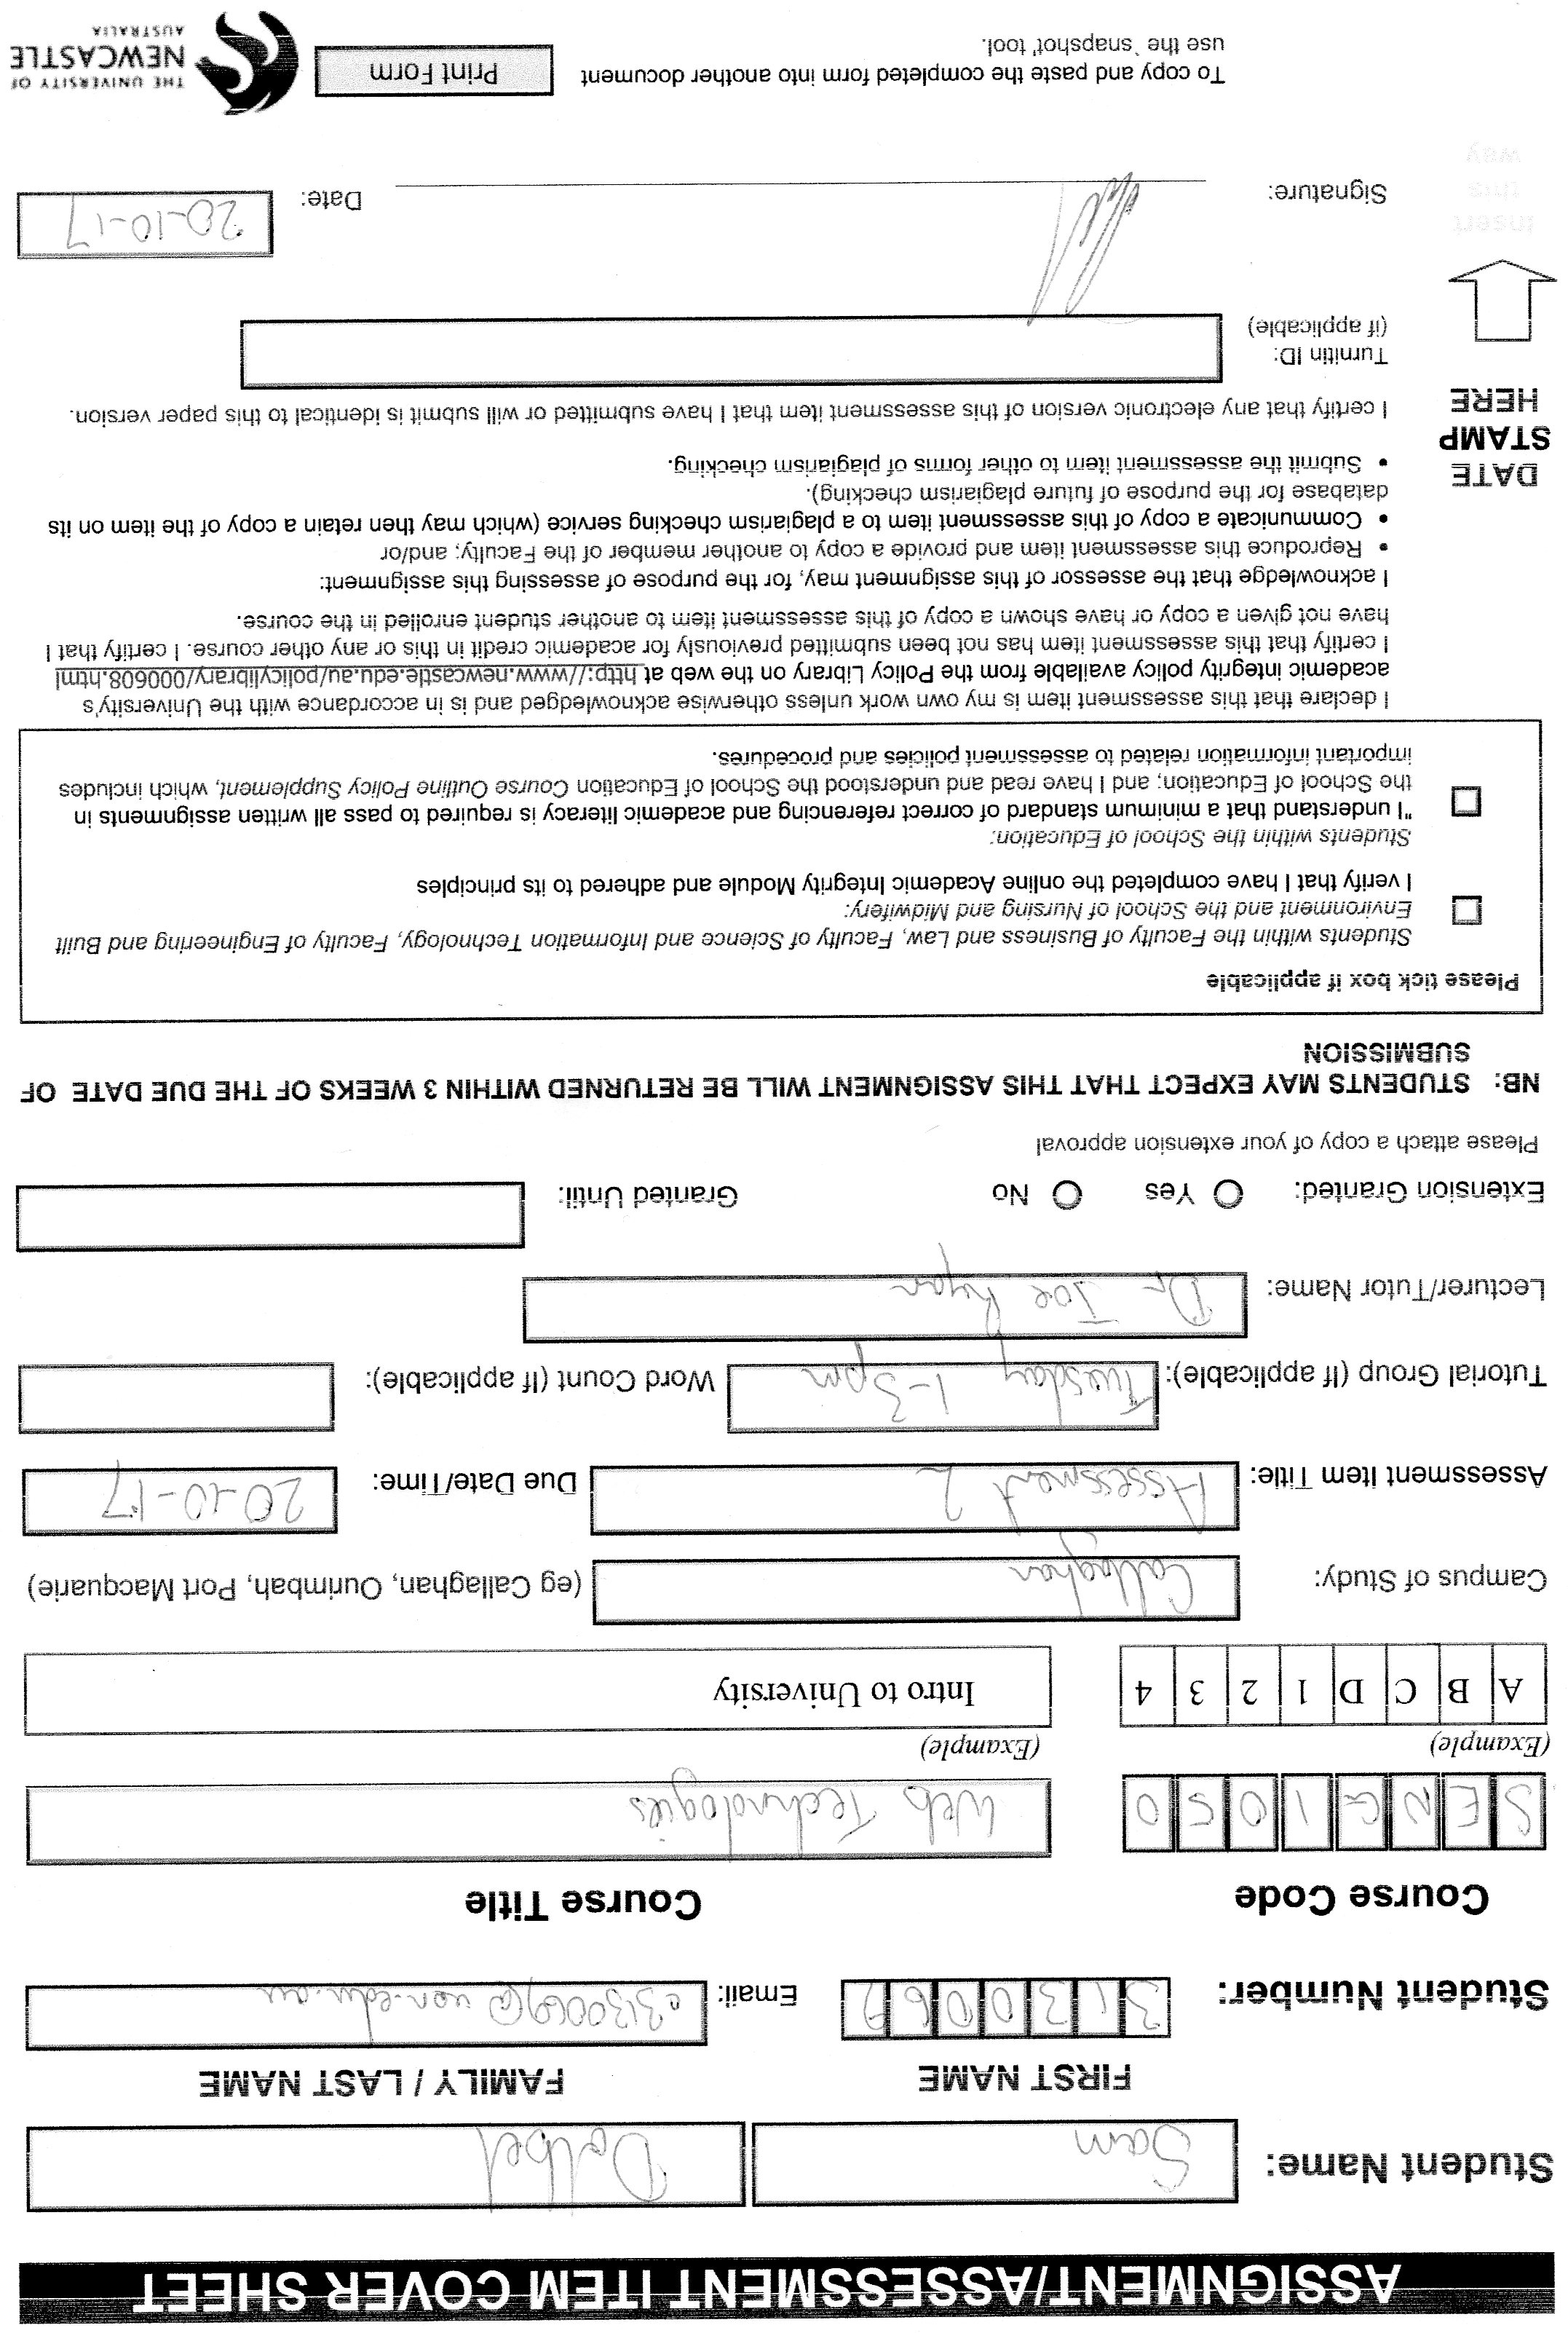 ASSIGNMENT/ASSESSMENT ITEM COVER SHEET
Student Name: Sam Dolbel
FIRST NAME FAMILY / LAST NAME
Student Number: 3130069 Email: c3130069@uon.edu.au
Course Code Course Title
SENG1050 Web Technologies
(Example) (Example)
A B C D 1 2 3 4 Intro to University
Campus of Study: Callaghan (eg Callaghan, Ourimbah, Port Macquarie)
Assessment Item Title: Assessment 2 Due Date/Time: 20-10-17
Tutorial Group (If applicable): Tuesday 1-3pm Word Count (If applicable):
Lecturer/Tutor Name: Dr Joe Ryan
Extension Granted: Yes No Granted Until:
Please attach a copy of your extension approval
NB: STUDENTS MAY EXPECT THAT THIS ASSIGNMENT WILL BE RETURNED WITHIN 3 WEEKS OF THE DUE DATE OF
SUBMISSION
Please tick box if applicable
Students within the Faculty of Business and Law, Faculty of Science and Information Technology, Faculty of Engineering and Built
Environment and the School of Nursing and Midwifery:
I verify that I have completed the online Academic Integrity Module and adhered to its principles
Students within the School of Education:
"I understand that a minimum standard of correct referencing and academic literacy is required to pass all written assignments in
the School of Education; and I have read and understood the School of Education Course Outline Policy Supplement, which includes
important information related to assessment policies and procedures.
I declare that this assessment item is my own work unless otherwise acknowledged and is in accordance with the University's
academic integrity policy available from the Policy Library on the web at http://www.newcastle.edu.au/policylibrary/000608.html
I certify that this assessment item has not been submitted previously for academic credit in this or any other course. I certify that I
have not given a copy or have shown a copy of this assessment item to another student enrolled in the course.
I acknowledge that the assessor of this assignment may, for the purpose of assessing this assignment:
• Reproduce this assessment item and provide a copy to another member of the Faculty; and/or
• Communicate a copy of this assessment item to a plagiarism checking service (which may then retain a copy of the item on its
database for the purpose of future plagiarism checking).
• Submit the assessment item to other forms of plagiarism checking.
DATE
STAMP
HERE
I certify that any electronic version of this assessment item that I have submitted or will submit is identical to this paper version.
Turnitin ID:
(if applicable)
Insert
this
way
Signature: Date: 20-10-17
To copy and paste the completed form into another document
use the `snapshot' tool.
Print Form
THE UNIVERSITY OF
NEWCASTLE
AUSTRALIA